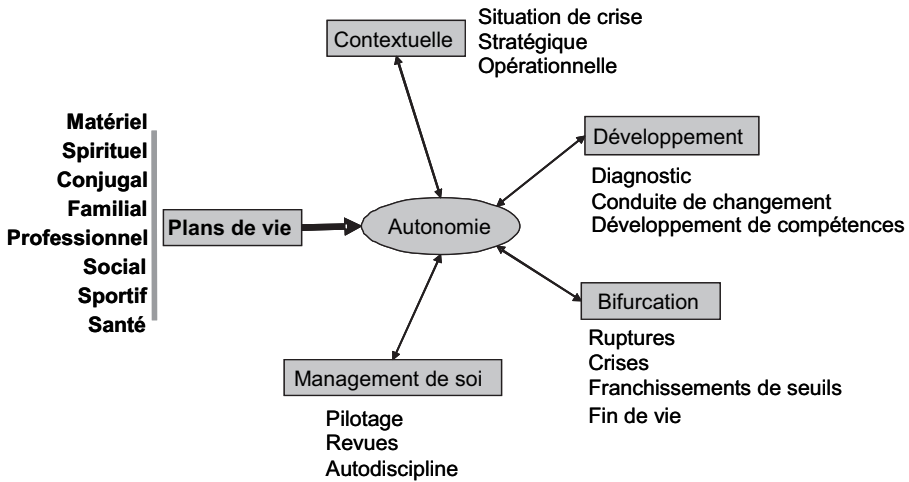 Contextuelle
Situation de crise
Stratégique
Opérationnelle
Matériel
Spirituel
Conjugal
Familial
Professionnel
Social
Sportif
Santé
Plans de vie
Autonomie
Développement
Diagnostic
Conduite de changement
Développement de compétences
Bifurcation
Ruptures
Crises
Franchissements de seuils
Fin de vie
Management de soi
Pilotage
Revues
Autodiscipline